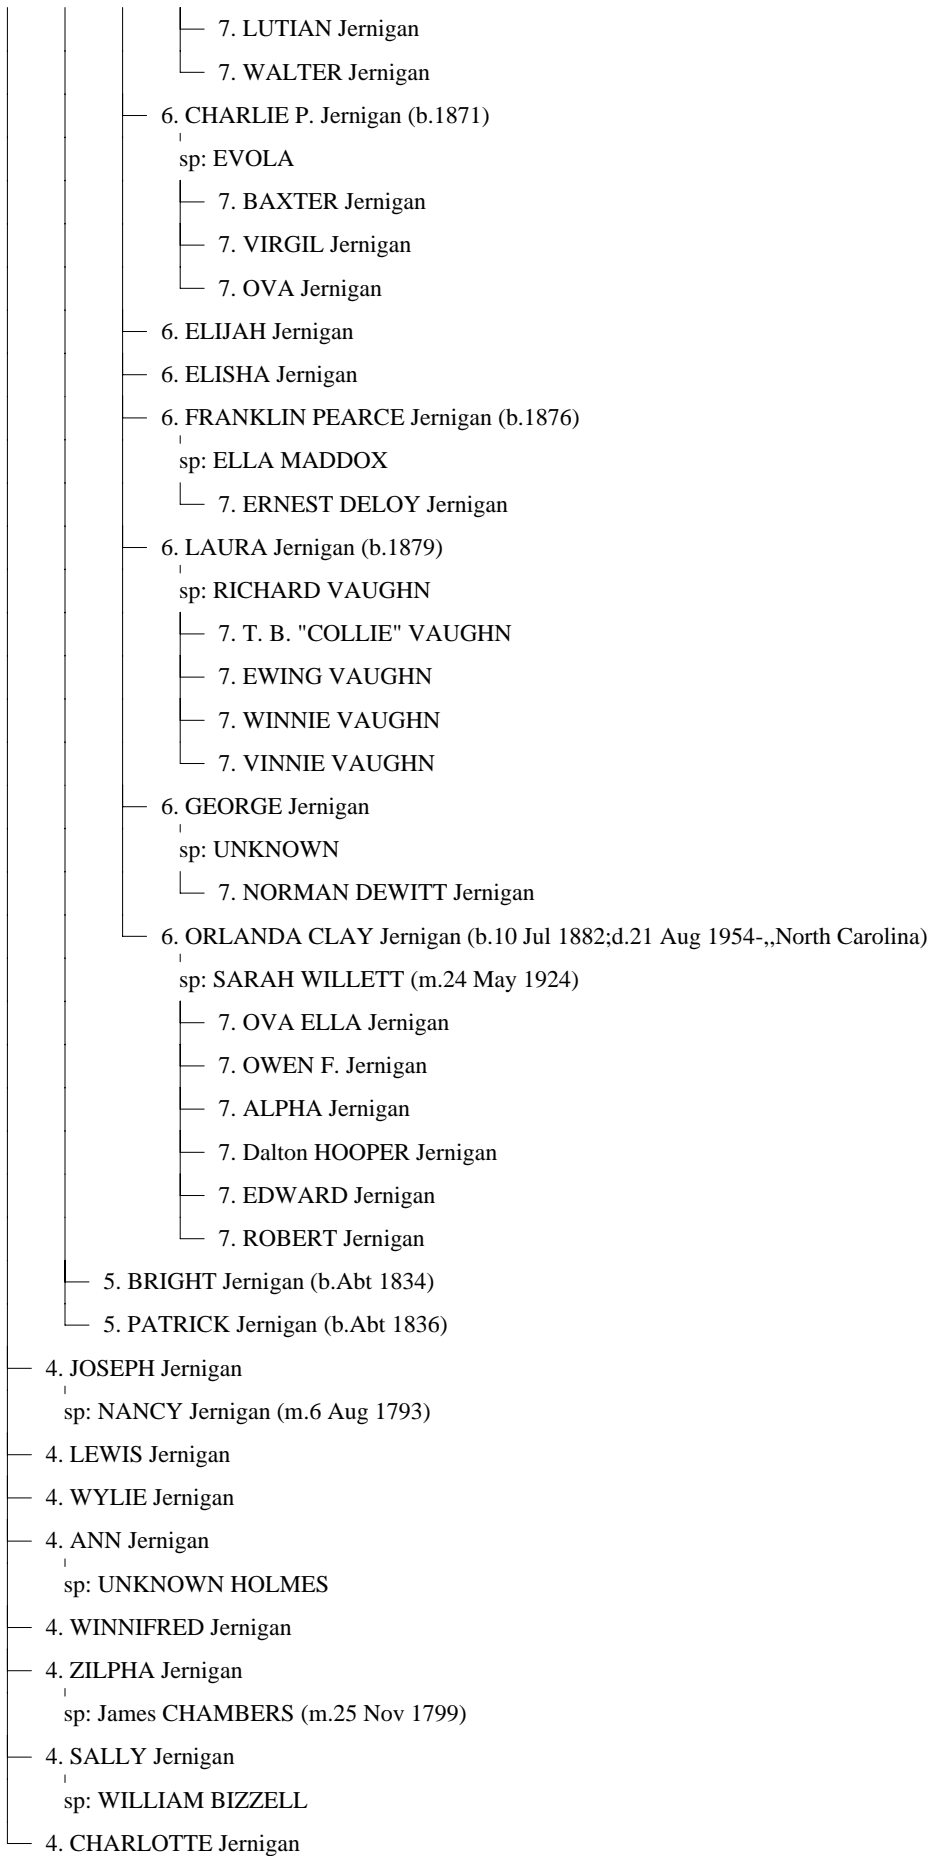 7. LUTIAN Jernigan
7. WALTER Jernigan
6. CHARLIE P. Jernigan (b.1871)
sp: EVOLA
7. BAXTER Jernigan
7. VIRGIL Jernigan
7. OVA Jernigan
6. ELIJAH Jernigan
6. ELISHA Jernigan
6. FRANKLIN PEARCE Jernigan (b.1876)
sp: ELLA MADDOX
7. ERNEST DELOY Jernigan
6. LAURA Jernigan (b.1879)
sp: RICHARD VAUGHN
7. T. B. "COLLIE" VAUGHN
7. EWING VAUGHN
7. WINNIE VAUGHN
7. VINNIE VAUGHN
6. GEORGE Jernigan
sp: UNKNOWN
7. NORMAN DEWITT Jernigan
6. ORLANDA CLAY Jernigan (b.10 Jul 1882;d.21 Aug 1954-,,North Carolina)
sp: SARAH WILLETT (m.24 May 1924)
7. OVA ELLA Jernigan
7. OWEN F. Jernigan
7. ALPHA Jernigan
7. Dalton HOOPER Jernigan
7. EDWARD Jernigan
7. ROBERT Jernigan
5. BRIGHT Jernigan (b.Abt 1834)
5. PATRICK Jernigan (b.Abt 1836)
4. JOSEPH Jernigan
sp: NANCY Jernigan (m.6 Aug 1793)
4. LEWIS Jernigan
4. WYLIE Jernigan
4. ANN Jernigan
sp: UNKNOWN HOLMES
4. WINNIFRED Jernigan
4. ZILPHA Jernigan
sp: James CHAMBERS (m.25 Nov 1799)
4. SALLY Jernigan
sp: WILLIAM BIZZELL
4. CHARLOTTE Jernigan